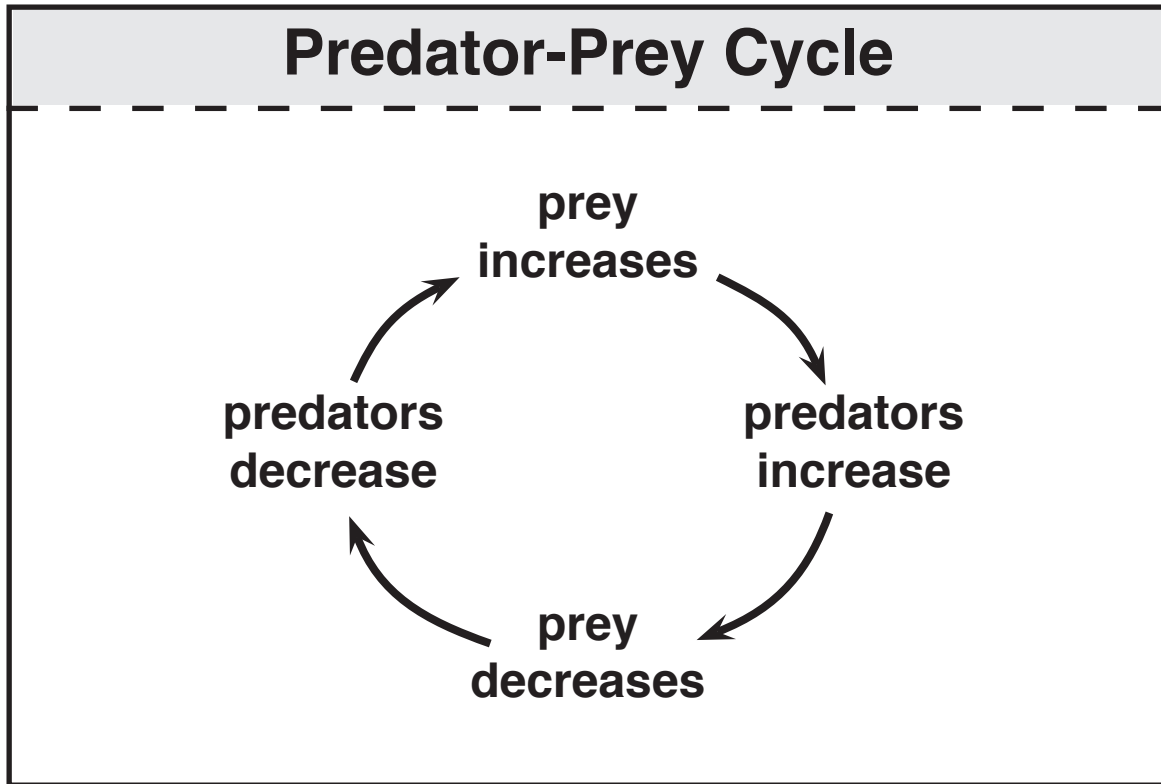 Predator-Prey Cycle
prey
increases
predators
increase
prey
decreases
predators
decrease